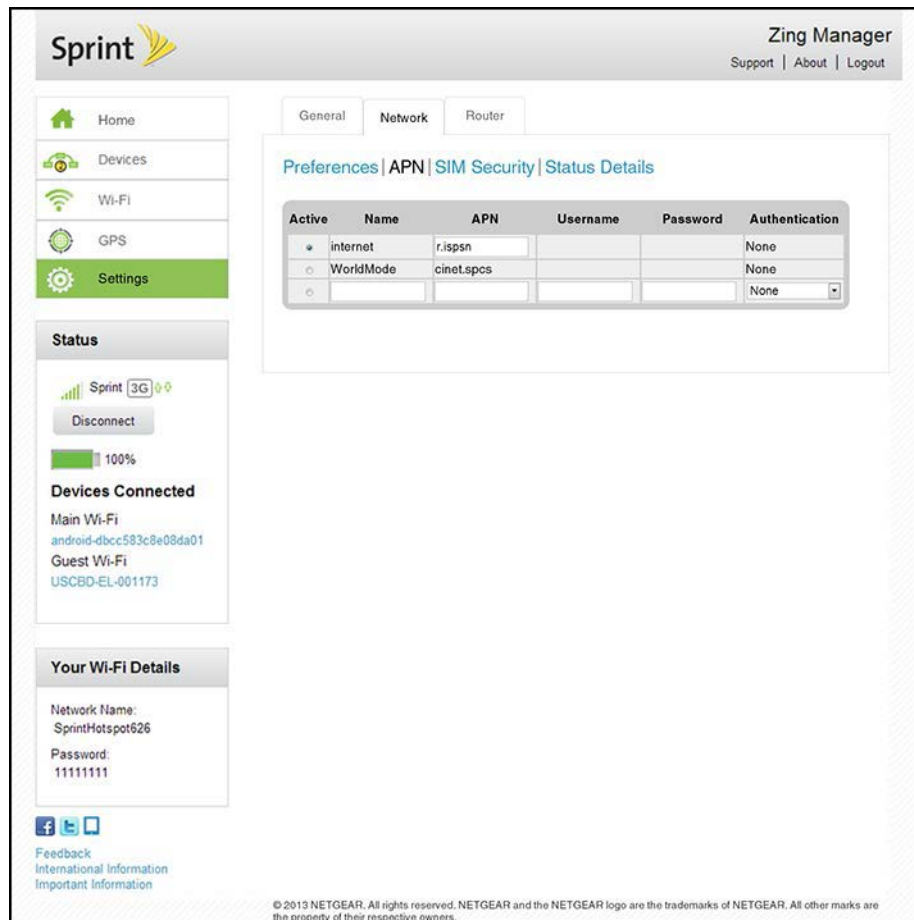 Sprint
Zing Manager
Support | About | Logout
Home
Devices
Wi-Fi
GPS
Settings
General Network Router
Preferences | APN | SIM Security | Status Details
Active Name APN Username Password Authentication
internet r.ispsn None
WorldMode cinet.spcs None
None
Status
Sprint 3G
Disconnect
100%
Devices Connected
Main Wi-Fi
android-dbcc583c8e08da01
Guest Wi-Fi
USCBD-EL-001173
Your Wi-Fi Details
Network Name:
SprintHotspot626
Password:
11111111
Feedback
International Information
Important Information
© 2013 NETGEAR. All rights reserved. NETGEAR and the NETGEAR logo are the trademarks of NETGEAR. All other marks are
the property of their respective owners.